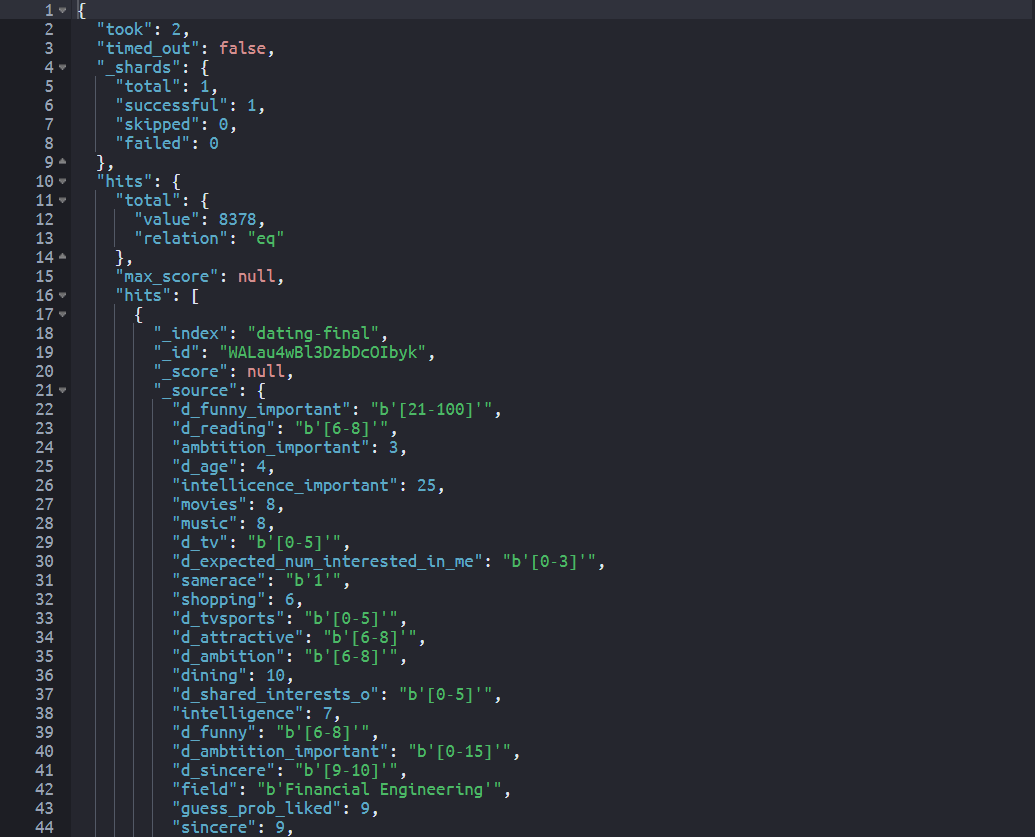 1 {
2 "took": 2,
3 "timed_out": false,
4 "_shards": {
5 "total": 1,
6 "successful": 1,
7 "skipped": 0,
8 "failed": 0
9 },
10 "hits": {
11 "total": {
12 "value": 8378,
13 "relation": "eq"
14 },
15 "max_score": null,
16 "hits": [
17 {
18 "_index": "dating-final",
19 "_id": "WALau4wBl3DzbDcOIbyk",
20 "_score": null,
21 "_source": {
22 "d_funny_important": "b'[21-100]'",
23 "d_reading": "b'[6-8]'",
24 "ambtition_important": 3,
25 "d_age": 4,
26 "intellicence_important": 25,
27 "movies": 8,
28 "music": 8,
29 "d_tv": "b'[0-5]'",
30 "d_expected_num_interested_in_me": "b'[0-3]'",
31 "samerace": "b'1'",
32 "shopping": 6,
33 "d_tvsports": "b'[0-5]'",
34 "d_attractive": "b'[6-8]'",
35 "d_ambition": "b'[6-8]'",
36 "dining": 10,
37 "d_shared_interests_o": "b'[0-5]'",
38 "intelligence": 7,
39 "d_funny": "b'[6-8]'",
40 "d_ambtition_important": "b'[0-15]'",
41 "d_sincere": "b'[9-10]'",
42 "field": "b'Financial Engineering'",
43 "guess_prob_liked": 9,
44 "sincere": 9,